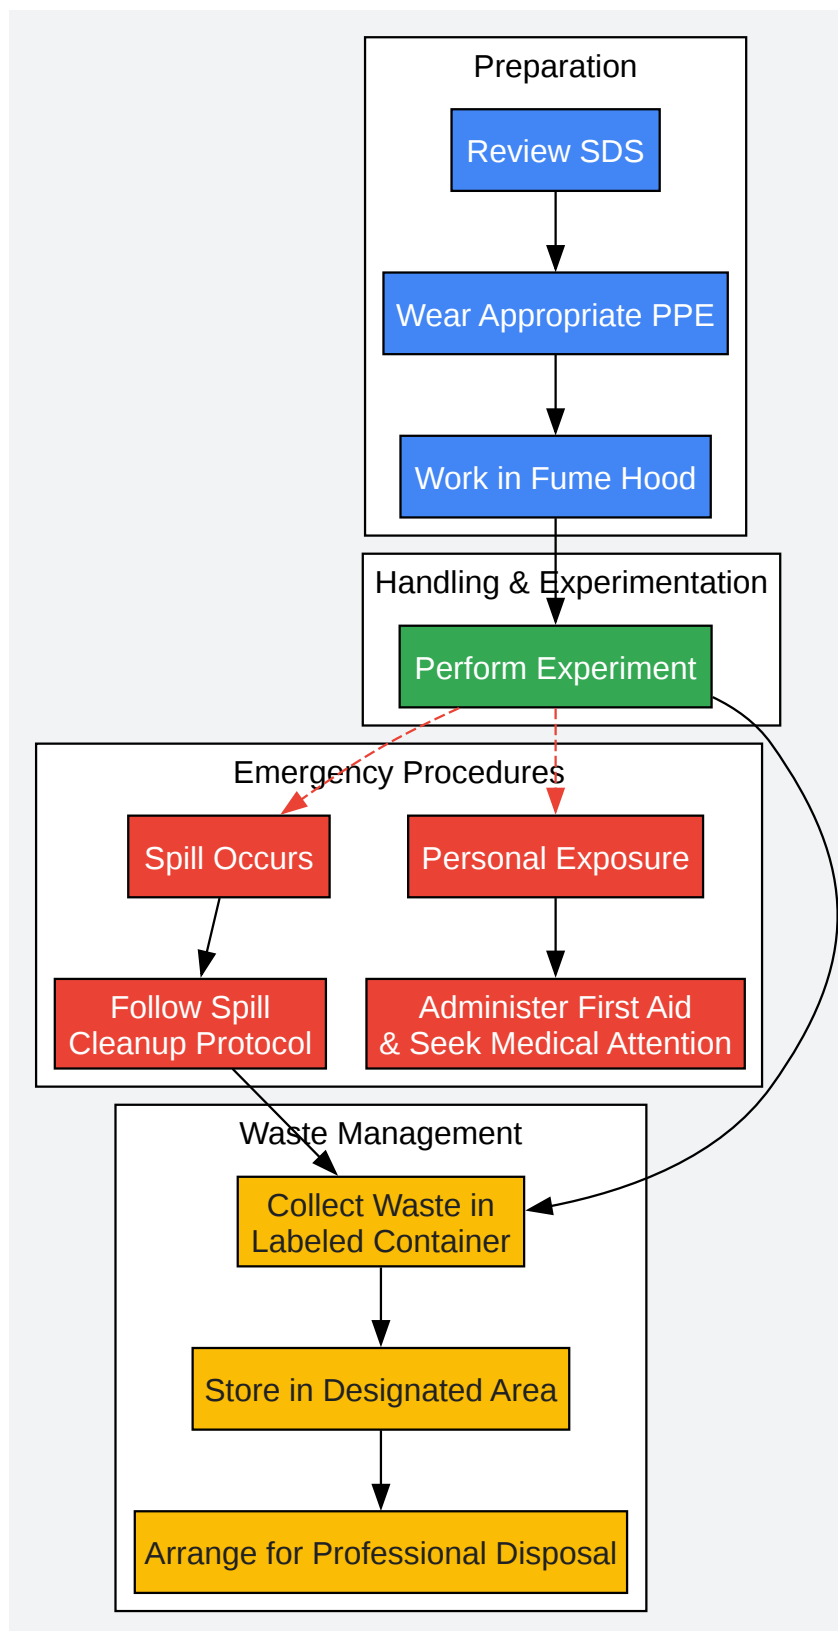 Preparation
Review SDS
Wear Appropriate PPE
Work in Fume Hood
Handling & Experimentation
Perform Experiment
Emergency Procedures
Spill Occurs
Personal Exposure
Follow Spill
Cleanup Protocol
Administer First Aid
& Seek Medical Attention
Waste Management
Collect Waste in
Labeled Container
Store in Designated Area
Arrange for Professional Disposal